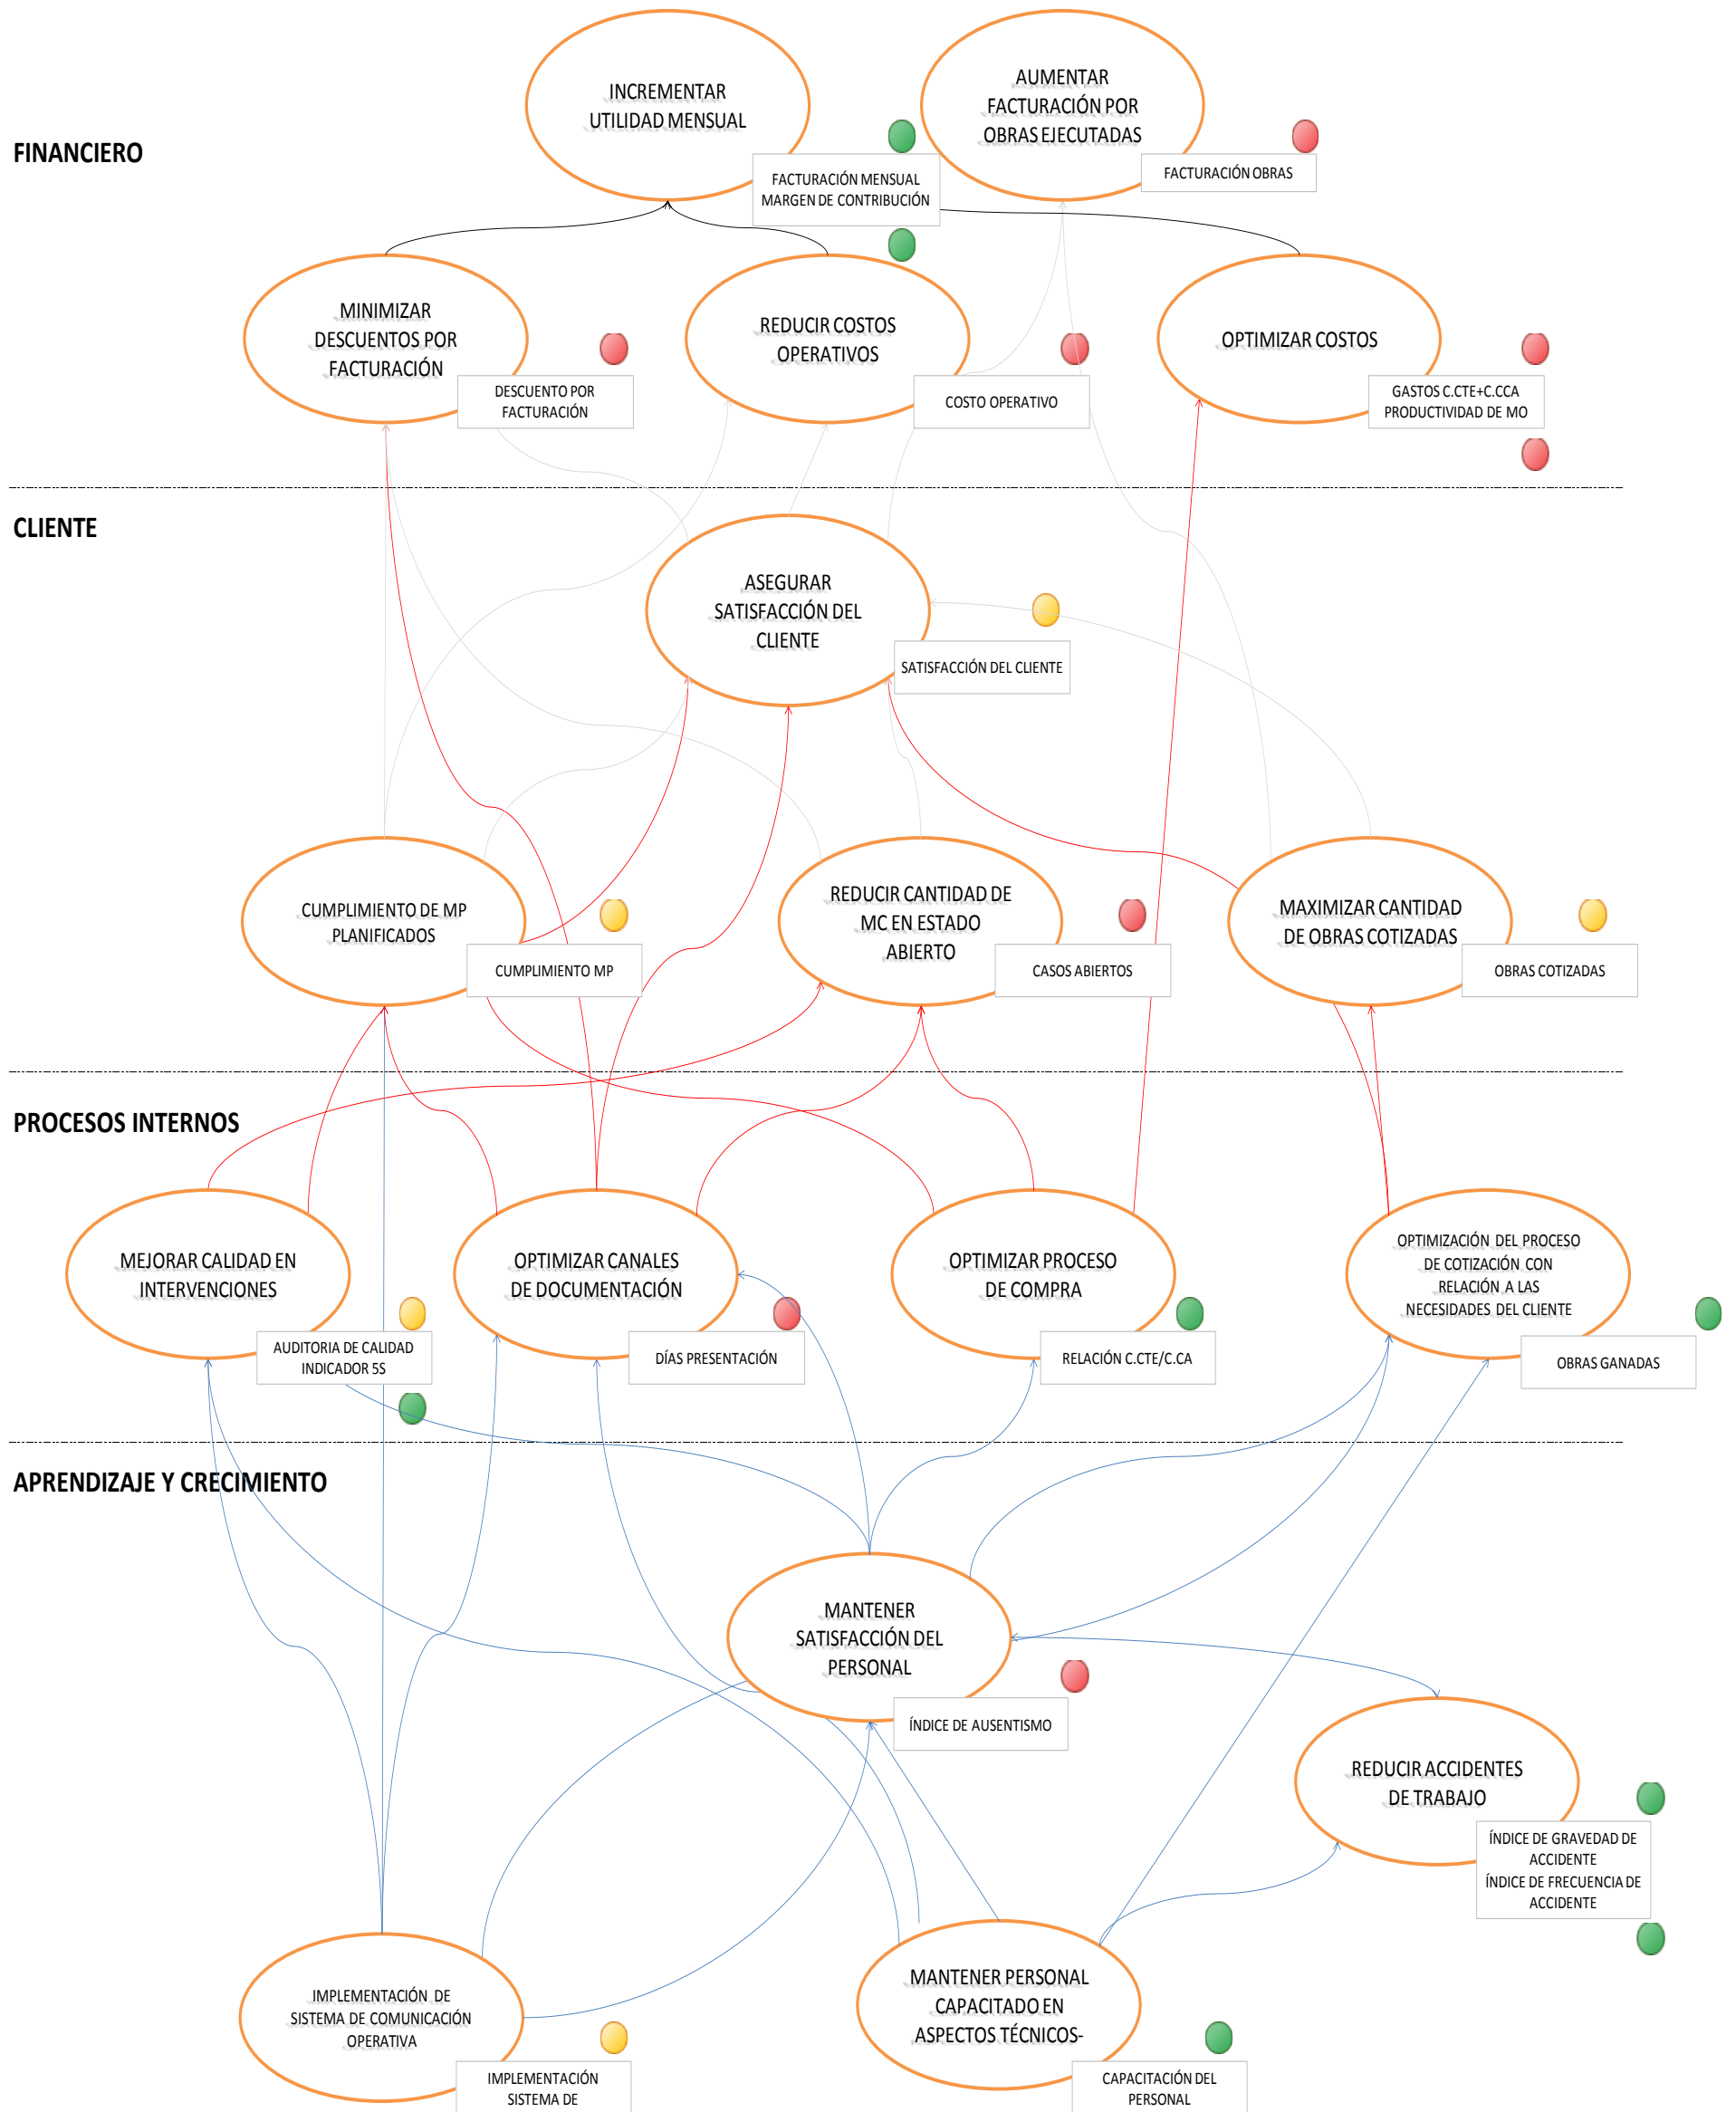 INCREMENTAR
UTILIDAD MENSUAL
AUMENTAR
FACTURACIÓN POR
OBRAS EJECUTADAS
FINANCIERO
FACTURACIÓN MENSUAL
MARGEN DE CONTRIBUCIÓN
FACTURACIÓN OBRAS
MINIMIZAR
DESCUENTOS POR
FACTURACIÓN
REDUCIR COSTOS
OPERATIVOS
OPTIMIZAR COSTOS
DESCUENTO POR
FACTURACIÓN
COSTO OPERATIVO
GASTOS C.CTE+C.CCA
PRODUCTIVIDAD DE MO
CLIENTE
ASEGURAR
SATISFACCIÓN DEL
CLIENTE
SATISFACCIÓN DEL CLIENTE
CUMPLIMIENTO DE MP
PLANIFICADOS
REDUCIR CANTIDAD DE
MC EN ESTADO
ABIERTO
MAXIMIZAR CANTIDAD
DE OBRAS COTIZADAS
CUMPLIMIENTO MP
CASOS ABIERTOS
OBRAS COTIZADAS
PROCESOS INTERNOS
MEJORAR CALIDAD EN
INTERVENCIONES
OPTIMIZAR CANALES
DE DOCUMENTACIÓN
OPTIMIZAR PROCESO
DE COMPRA
OPTIMIZACIÓN DEL PROCESO
DE COTIZACIÓN CON
RELACIÓN A LAS
NECESIDADES DEL CLIENTE
AUDITORIA DE CALIDAD
INDICADOR 5S
DÍAS PRESENTACIÓN
RELACIÓN C.CTE/C.CA
OBRAS GANADAS
APRENDIZAJE Y CRECIMIENTO
MANTENER
SATISFACCIÓN DEL
PERSONAL
ÍNDICE DE AUSENTISMO
REDUCIR ACCIDENTES
DE TRABAJO
ÍNDICE DE GRAVEDAD DE
ACCIDENTE
ÍNDICE DE FRECUENCIA DE
ACCIDENTE
IMPLEMENTACIÓN DE
SISTEMA DE COMUNICACIÓN
OPERATIVA
MANTENER PERSONAL
CAPACITADO EN
ASPECTOS TÉCNICOS-
IMPLEMENTACIÓN
SISTEMA DE
CAPACITACIÓN DEL
PERSONAL